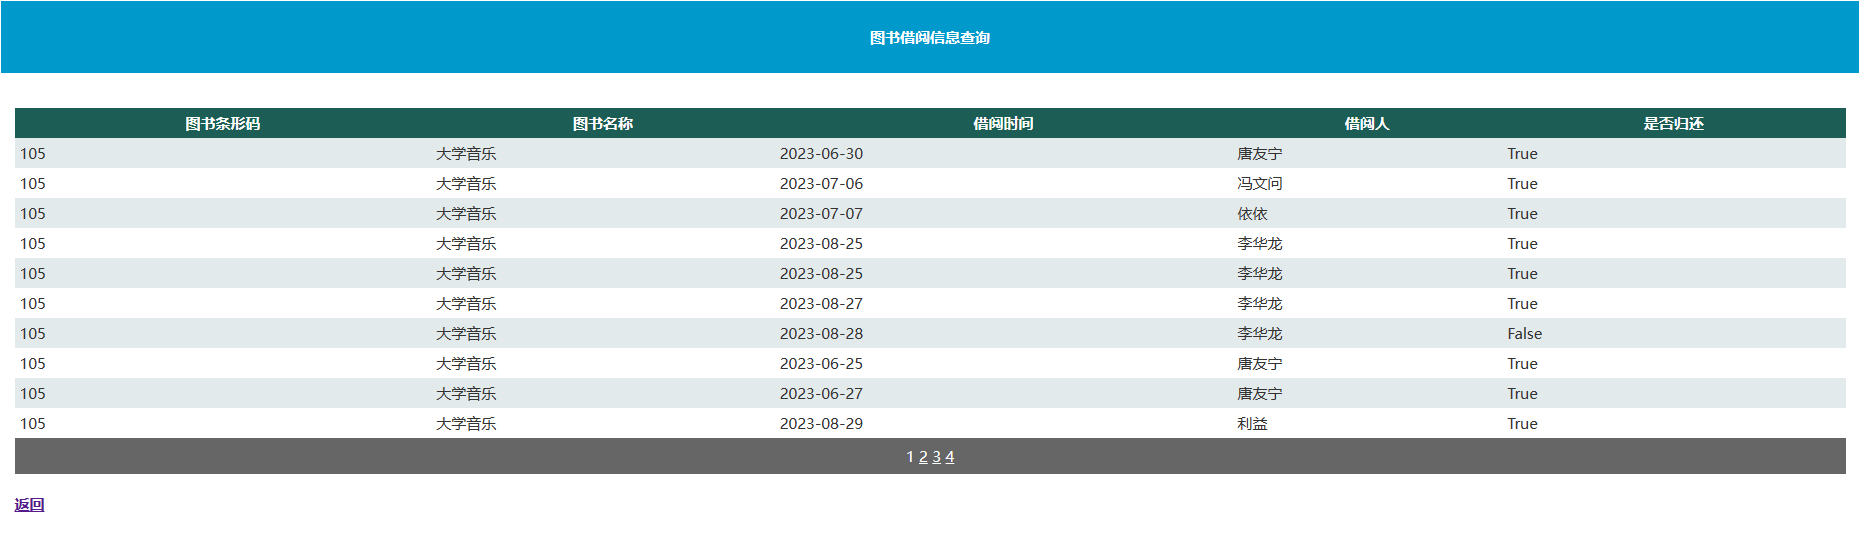 图书借阅信息查询
图书条形码 图书名称 借阅时间 借阅人 是否归还
105 大学音乐 2023-06-30 唐友宁 True
105 大学音乐 2023-07-06 冯文问 True
105 大学音乐 2023-07-07 依依 True
105 大学音乐 2023-08-25 李华龙 True
105 大学音乐 2023-08-25 李华龙 True
105 大学音乐 2023-08-27 李华龙 True
105 大学音乐 2023-08-28 李华龙 False
105 大学音乐 2023-06-25 唐友宁 True
105 大学音乐 2023-06-27 唐友宁 True
105 大学音乐 2023-08-29 利益 True
1 2 3 4
返回